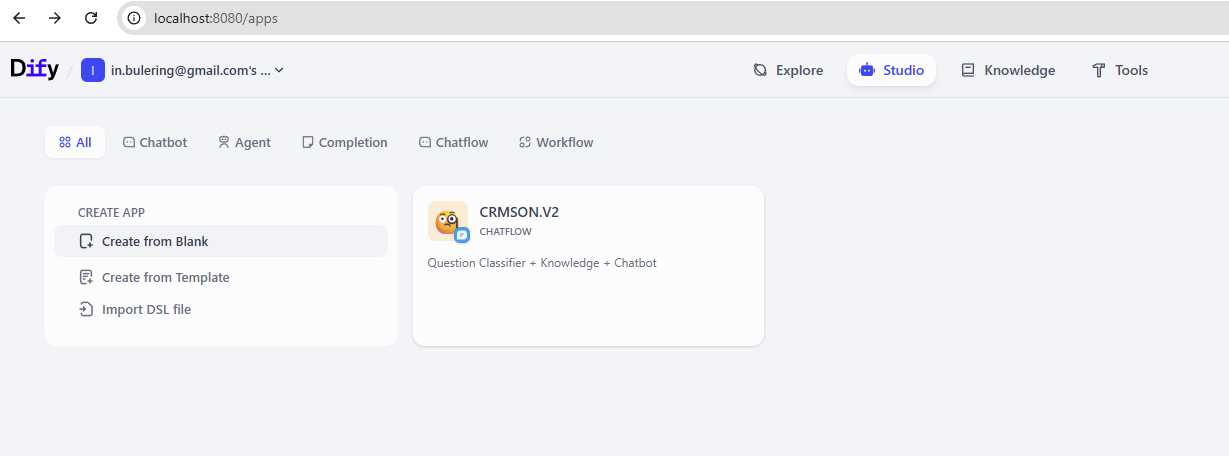 localhost:8080/apps
Dify / I in.bulering@gmail.com's ... Explore Studio Knowledge Tools
All Chatbot Agent Completion Chatflow Workflow
CREATE APP
Create from Blank
Create from Template
Import DSL file
CRMSON.V2
CHATFLOW
Question Classifier + Knowledge + Chatbot